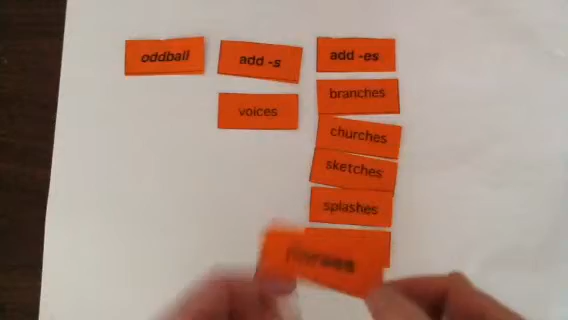 oddball add -s add -es
voices branches
churches
sketches
splashes